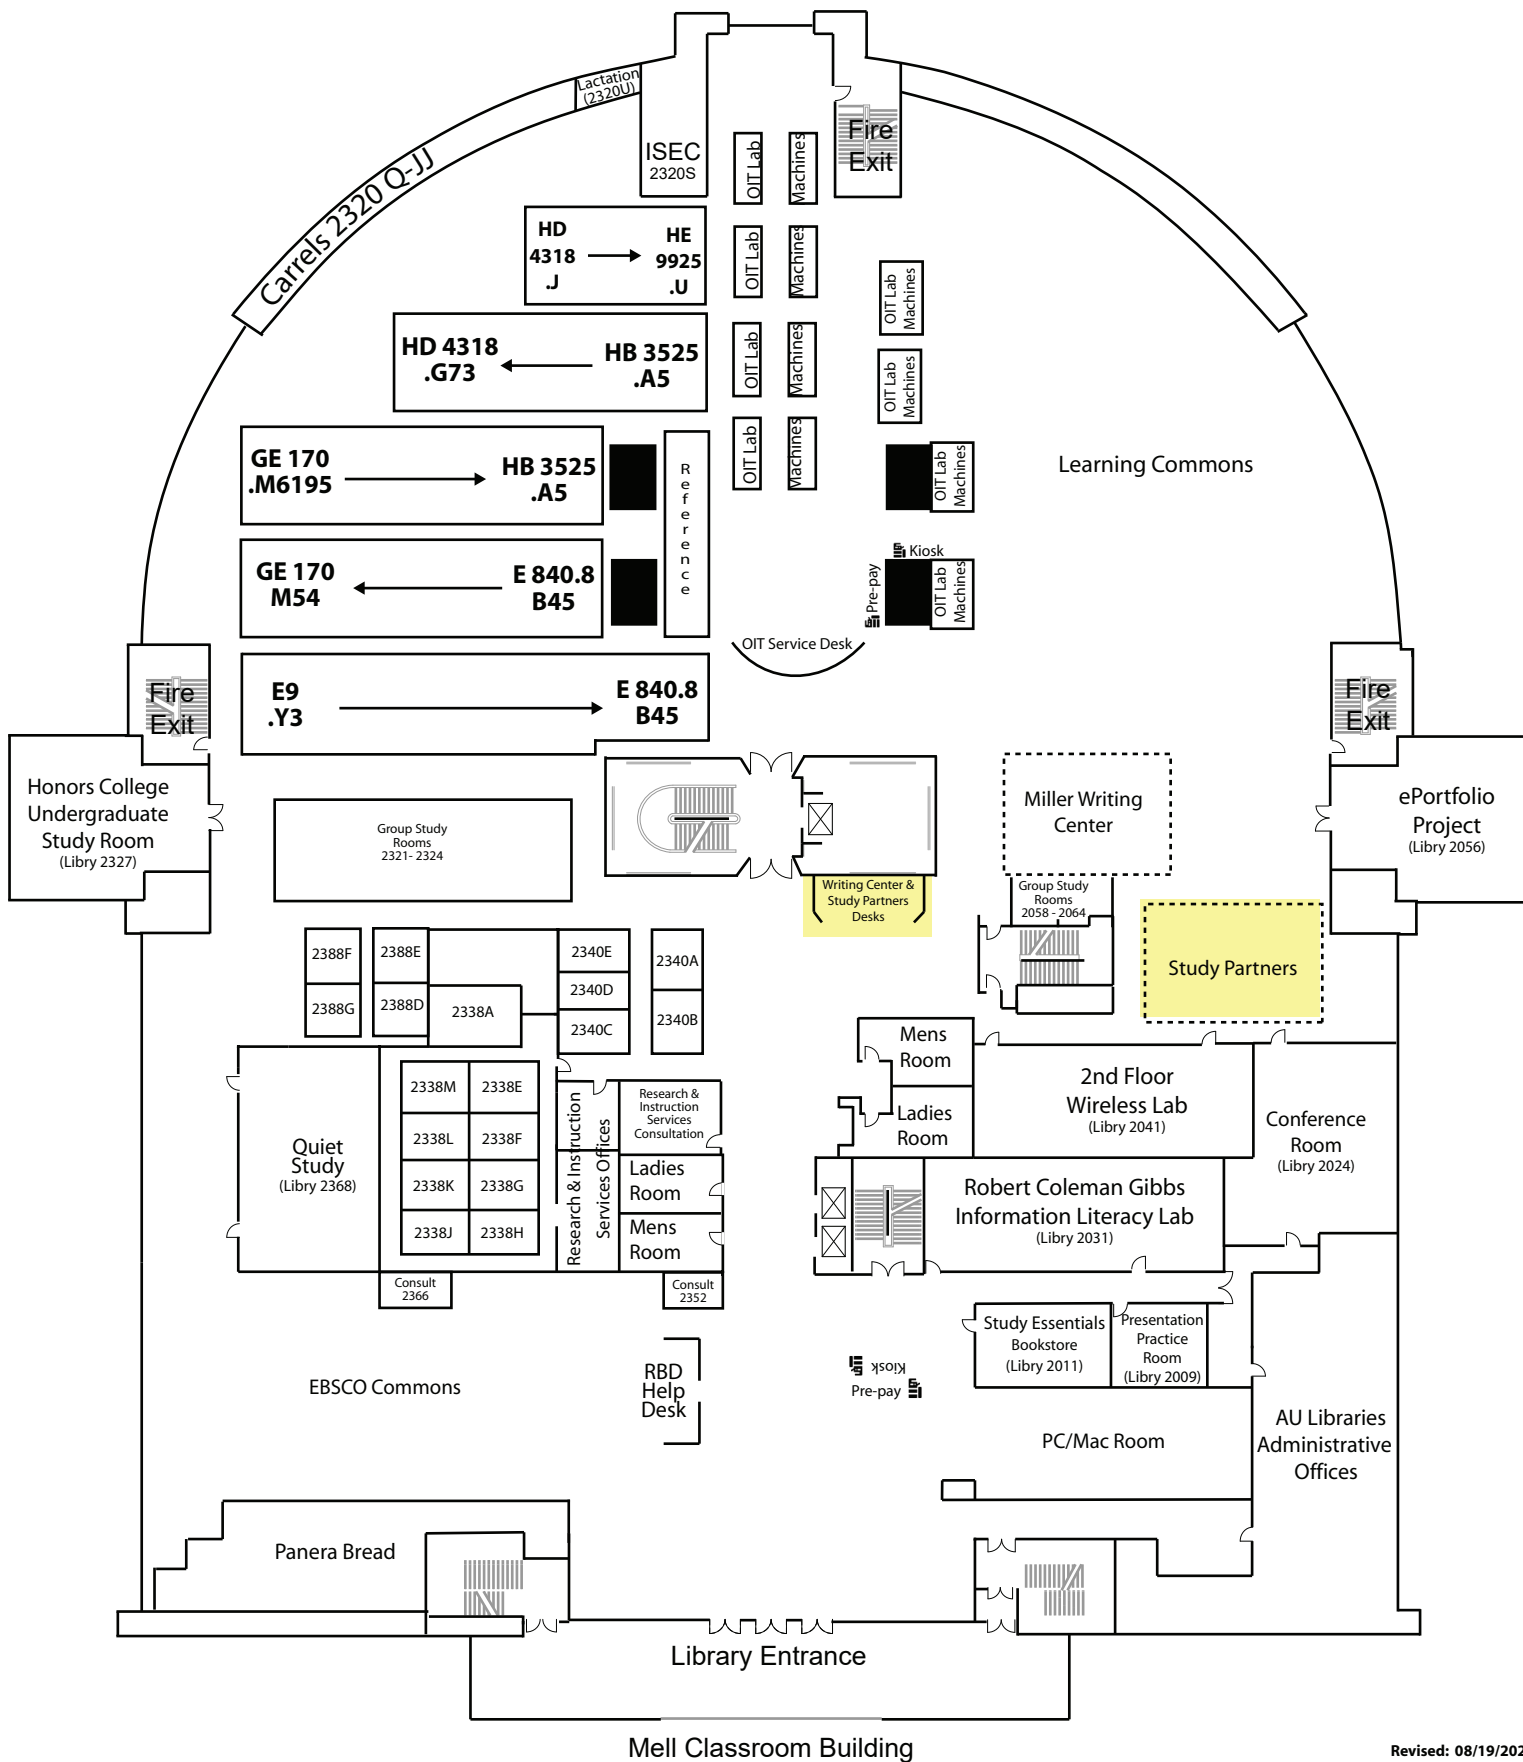 Lactation
(2320U)
Carrels 2320 Q-JJ
ISEC
2320S
Fire
Exit
OIT Lab
Machines
OIT Lab
Machines
OIT Lab
Machines
OIT Lab
Machines
OIT Lab
Machines
OIT Lab
Machines
OIT Lab
Machines
OIT Lab
Machines
HD
4318
.J
HE
9925
.U
HD 4318
.G73
HB 3525
.A5
GE 170
.M6195
HB 3525
.A5
Reference
Learning Commons
GE 170
M54
E 840.8
B45
Kiosk
Pre-pay
OIT Service Desk
E9
.Y3
E 840.8
B45
Fire
Exit
Fire
Exit
Honors College
Undergraduate
Study Room
(Libry 2327)
Group Study
Rooms
2321- 2324
Miller Writing
Center
ePortfolio
Project
(Libry 2056)
Writing Center &
Study Partners
Desks
Group Study
Rooms
2058 - 2064
Study Partners
2388F
2388E
2340E
2340A
2388G
2388D
2338A
2340D
2340C
2340B
Mens
Room
Ladies
Room
2nd Floor
Wireless Lab
(Libry 2041)
Conference
Room
(Libry 2024)
Quiet
Study
(Libry 2368)
2338M
2338E
2338L
2338F
2338K
2338G
2338J
2338H
Research & Instruction
Services Offices
Research &
Instruction
Services
Consultation
Ladies
Room
Mens
Room
Robert Coleman Gibbs
Information Literacy Lab
(Libry 2031)
Consult
2366
Consult
2352
Study Essentials
Bookstore
(Libry 2011)
Presentation
Practice
Room
(Libry 2009)
EBSCO Commons
RBD
Help
Desk
Kiosk
Pre-pay
PC/Mac Room
AU Libraries
Administrative
Offices
Panera Bread
Library Entrance
Mell Classroom Building
Revised: 08/19/202